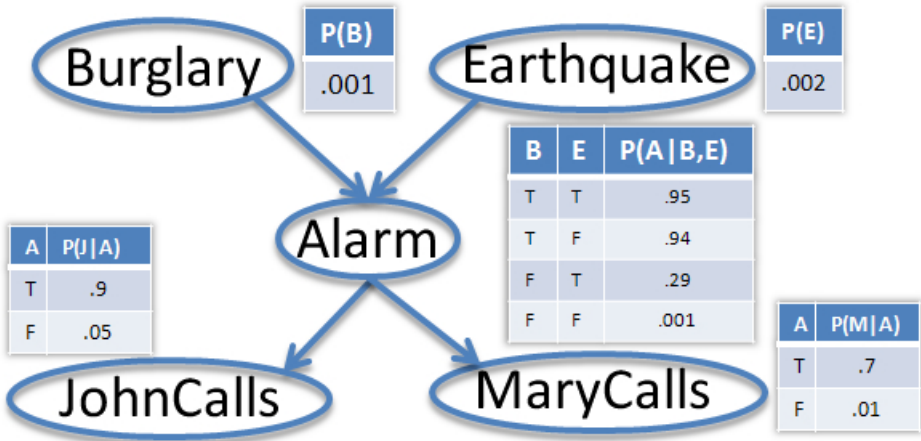 Burglary
P(B)
.001
Earthquake
P(E)
.002
B E P(A|B,E)
T T .95
T F .94
F T .29
F F .001
Alarm
A P(J|A)
T .9
F .05
A P(M|A)
T .7
F .01
JohnCalls
MaryCalls